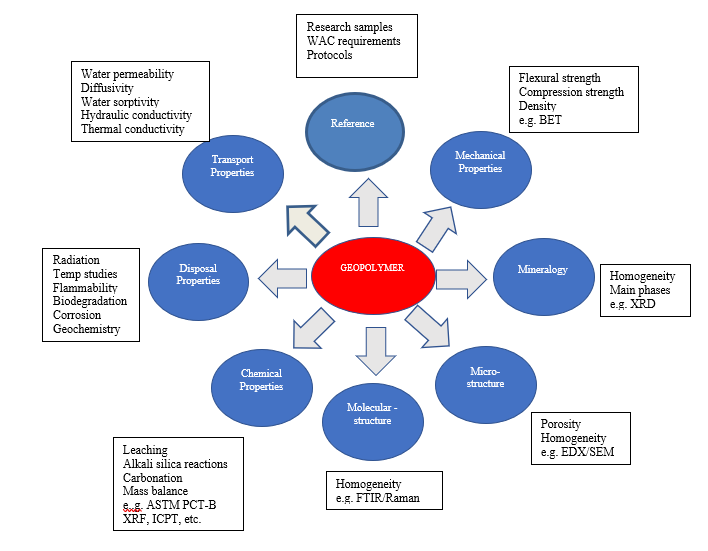 Research samples
WAC requirements
Protocols
Water permeability
Diffusivity
Water sorptivity
Hydraulic conductivity
Thermal conductivity
Flexural strength
Compression strength
Density
e.g. BET
Reference
Transport
Properties
Mechanical
Properties
Radiation
Temp studies
Flammability
Biodegradation
Corrosion
Geochemistry
Disposal
Properties
GEOPOLYMER
Mineralogy
Homogeneity
Main phases
e.g. XRD
Chemical
Properties
Molecular -
structure
Micro-
structure
Porosity
Homogeneity
e.g. EDX/SEM
Leaching
Alkali silica reactions
Carbonation
Mass balance
e..g. ASTM PCT-B
XRF, ICPT, etc.
Homogeneity
e.g. FTIR/Raman